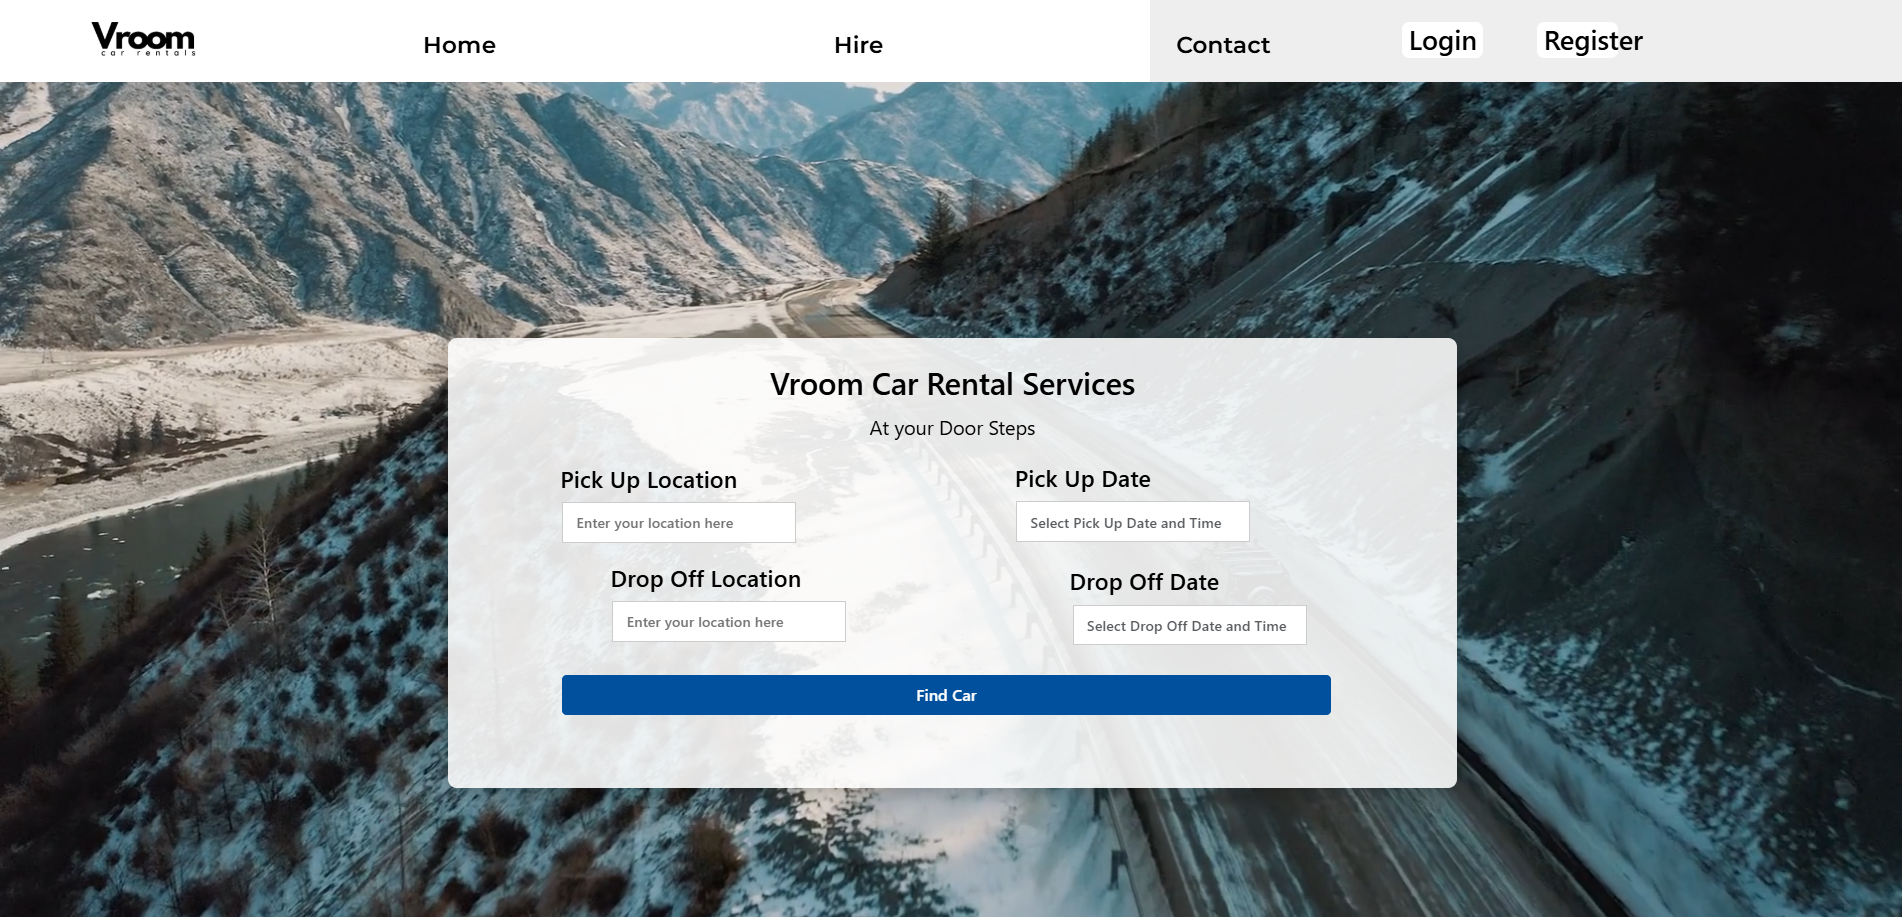 Vroom
car rentals
Home
Hire
Contact
Login
Register
Vroom Car Rental Services
At your Door Steps
Pick Up Location
Pick Up Date
Enter your location here
Select Pick Up Date and Time
Drop Off Location
Drop Off Date
Enter your location here
Select Drop Off Date and Time
Find Car